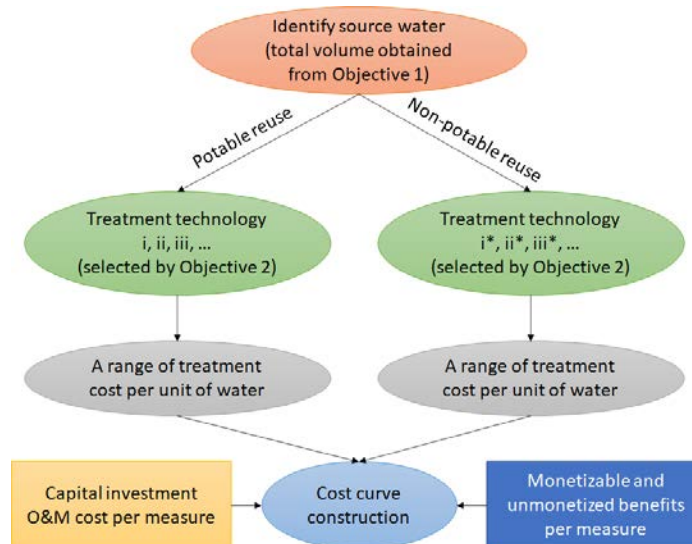 Identify source water
(total volume obtained
from Objective 1)
Potable reuse
Non-potable reuse
Treatment technology
i, ii, iii, ...
(selected by Objective 2)
Treatment technology
i*, ii*, iii*, ...
(selected by Objective 2)
A range of treatment
cost per unit of water
A range of treatment
cost per unit of water
Capital investment
O&M cost per measure
Cost curve
construction
Monetizable and
unmonetized benefits
per measure